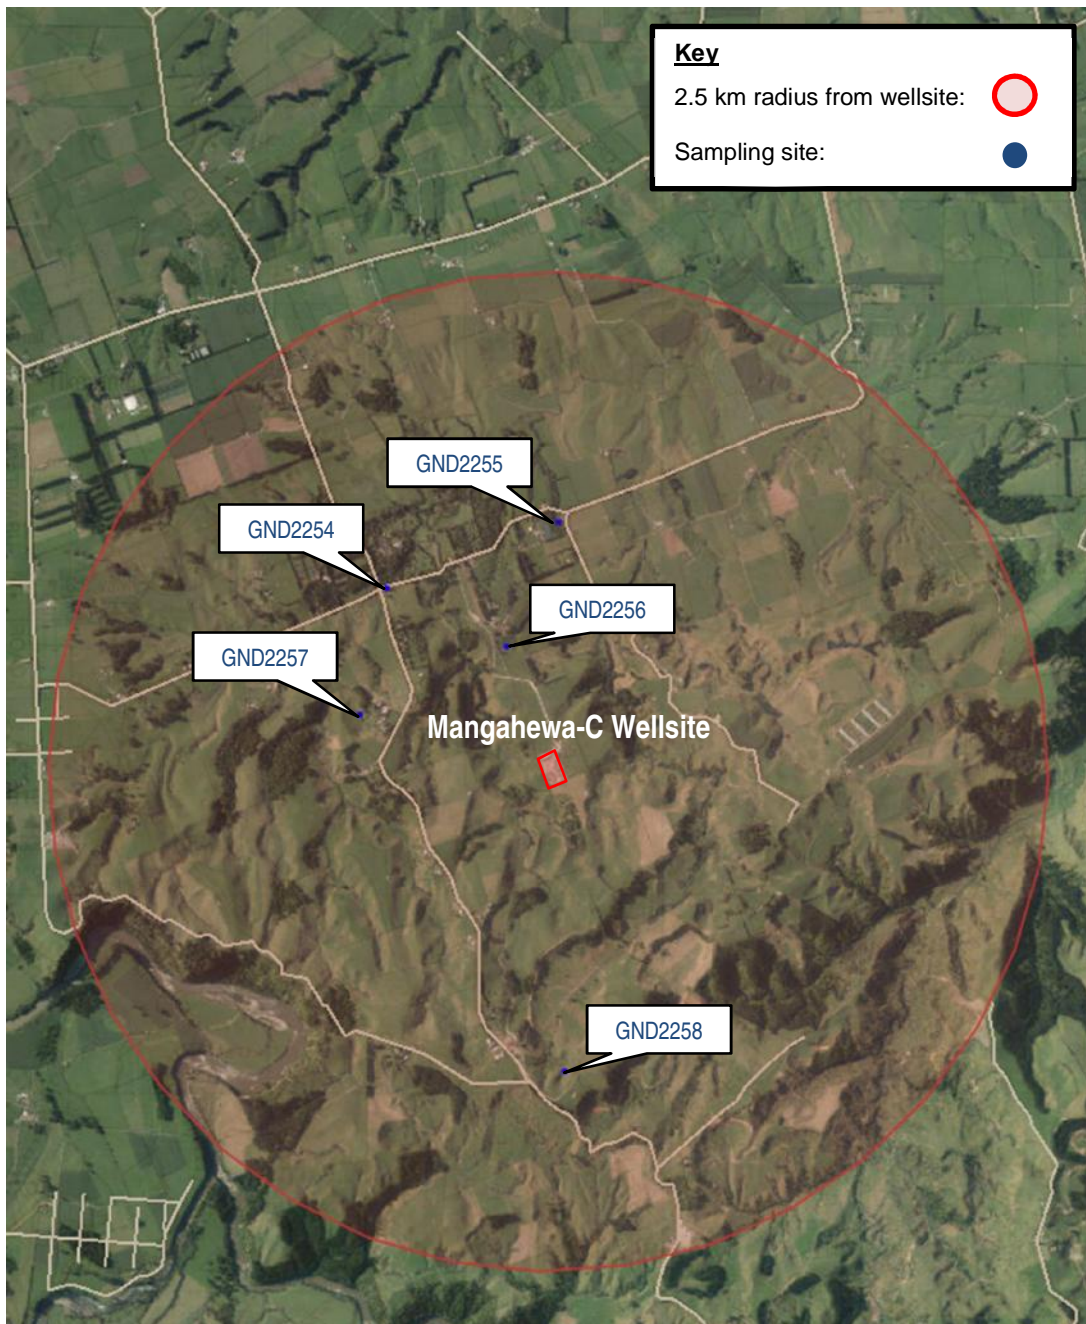 Key
2.5 km radius from wellsite:
Sampling site:
GND2255
GND2254
GND2256
GND2257
Mangahewa-C Wellsite
GND2258